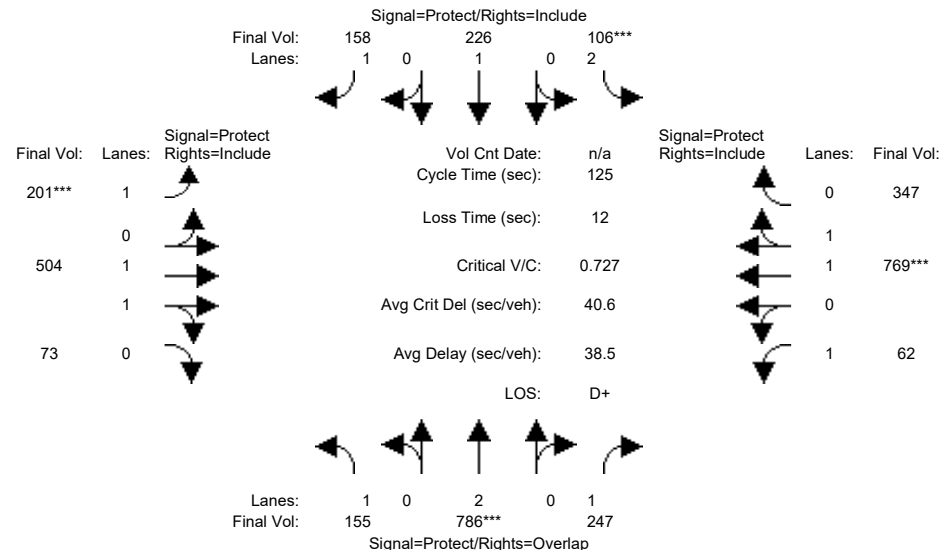 Signal=Protect/Rights=Include
Final Vol: 158 226 106***
Lanes: 1 0 1 0 2
Signal=Protect Signal=Protect
Final Vol: Lanes: Rights=Include Vol Cnt Date: n/a Rights=Include Lanes: Final Vol:
Cycle Time (sec): 125
201*** 1 0 347
Loss Time (sec): 12
0 1
504 1 Critical V/C: 0.727 1 769***
1 Avg Crit Del (sec/veh): 40.6 0
73 0 Avg Delay (sec/veh): 38.5 1 62
LOS: D+
Lanes: 1 0 2 0 1
Final Vol: 155 786*** 247
Signal=Protect/Rights=Overlap